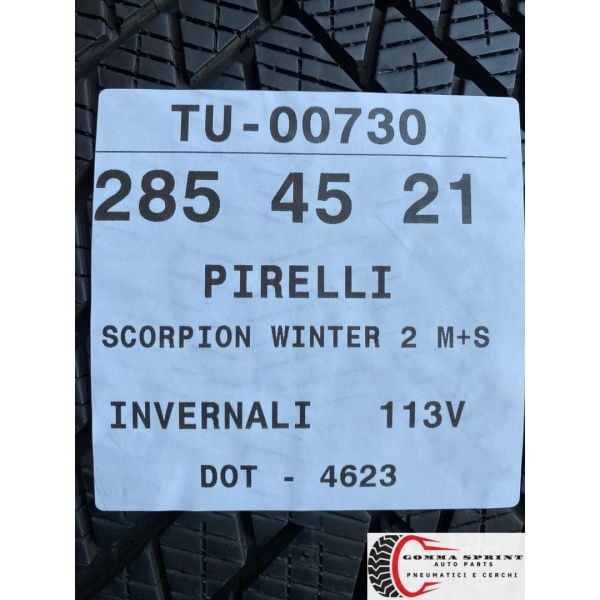 TU-00730
285 45 21
PIRELLI
SCORPION WINTER 2 M+S
INVERNALI 113V
DOT - 4623
GOMMA SPRINT
AUTO PARTS
PNEUMATICI E CERCHI